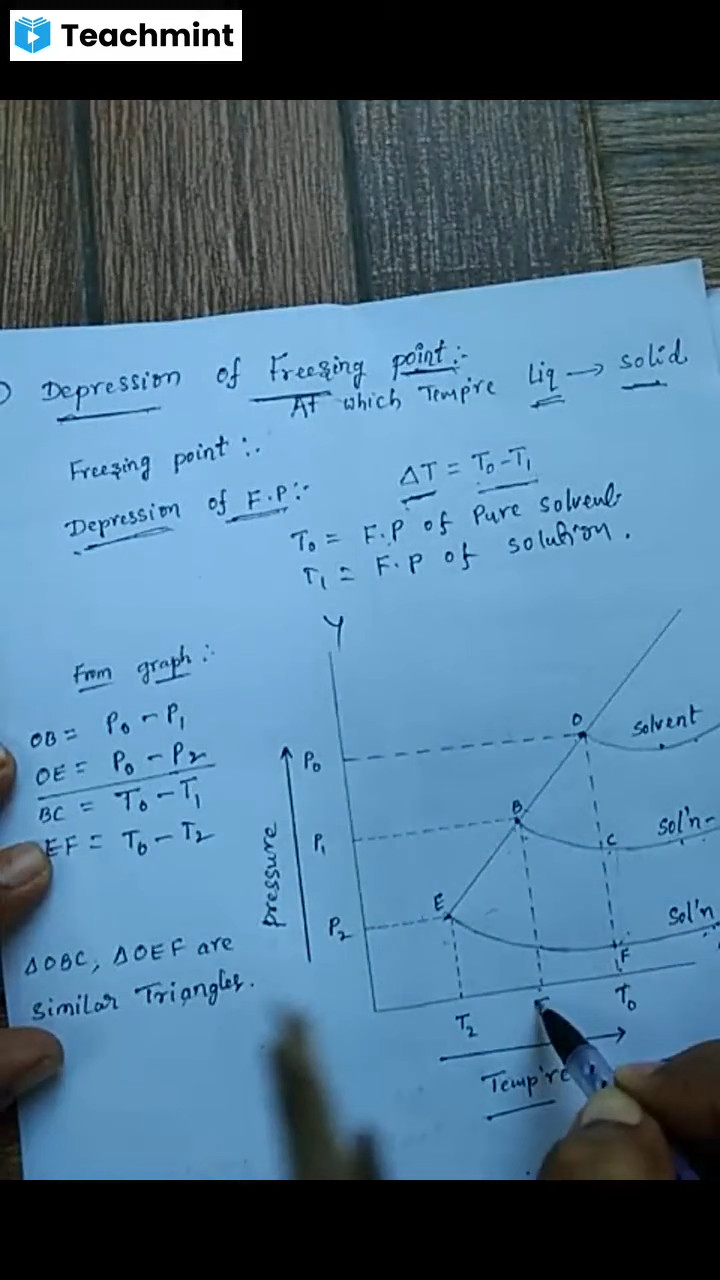 Teachmint
Depression of Freezing point:-
At which Temp're Liq → solid
Freezing point :.
Depression of F.P:-
ΔT = T₀-T₁
T₀ = F.P of Pure solvent
T₁ = F.P of solution.
From graph :.
OB = P₀ - P₁
OE = P₀ - P₂
BC = T₀ - T₁
EF = T₀ - T₂
ΔOBC, ΔOEF are
similar Triangles.
Y
pressure
P₀
P₁
P₂
O
solvent
B
C
sol'n-
E
F
sol'n
T₂
T₀
Temp're